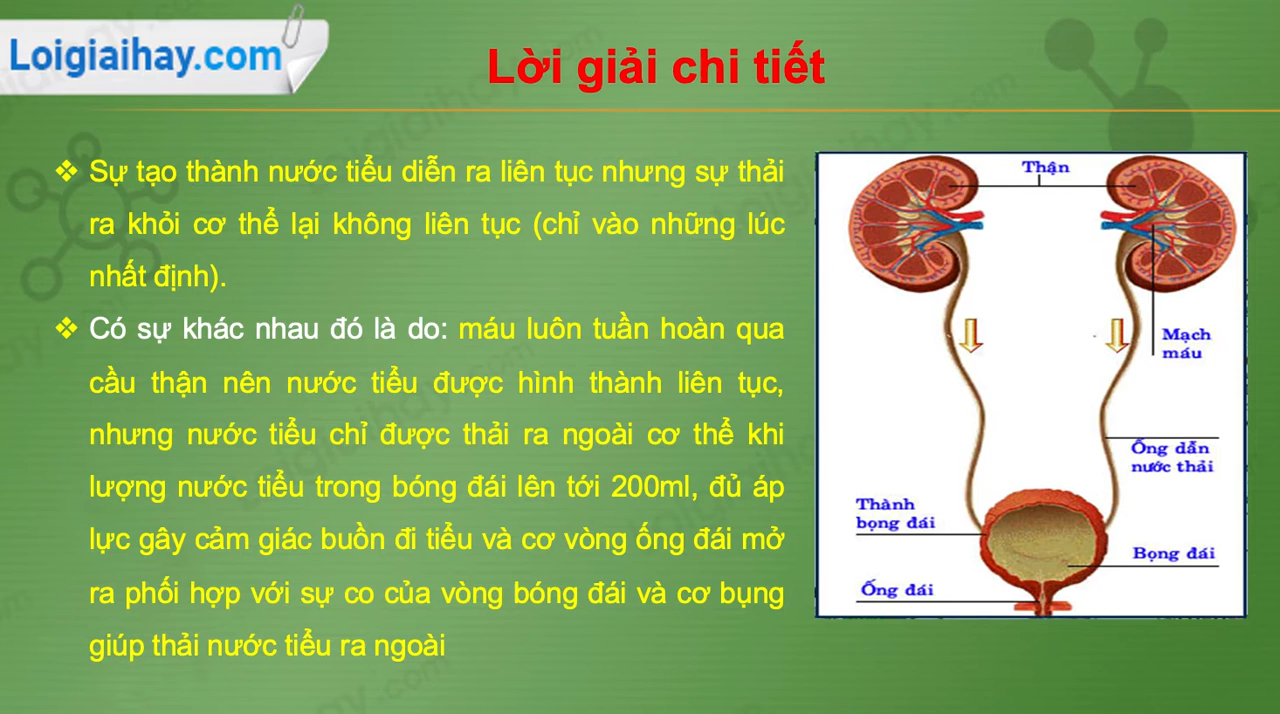 Loigiaihay.com
Lời giải chi tiết
❖ Sự tạo thành nước tiểu diễn ra liên tục nhưng sự thải
ra khỏi cơ thể lại không liên tục (chỉ vào những lúc
nhất định).
❖ Có sự khác nhau đó là do: máu luôn tuần hoàn qua
cầu thận nên nước tiểu được hình thành liên tục,
nhưng nước tiểu chỉ được thải ra ngoài cơ thể khi
lượng nước tiểu trong bóng đái lên tới 200ml, đủ áp
lực gây cảm giác buồn đi tiểu và cơ vòng ống đái mở
ra phối hợp với sự co của vòng bóng đái và cơ bụng
giúp thải nước tiểu ra ngoài
Thận
Mạch
máu
Ống dẫn
nước thải
Thành
bọng đái
Bọng đái
Ống đái